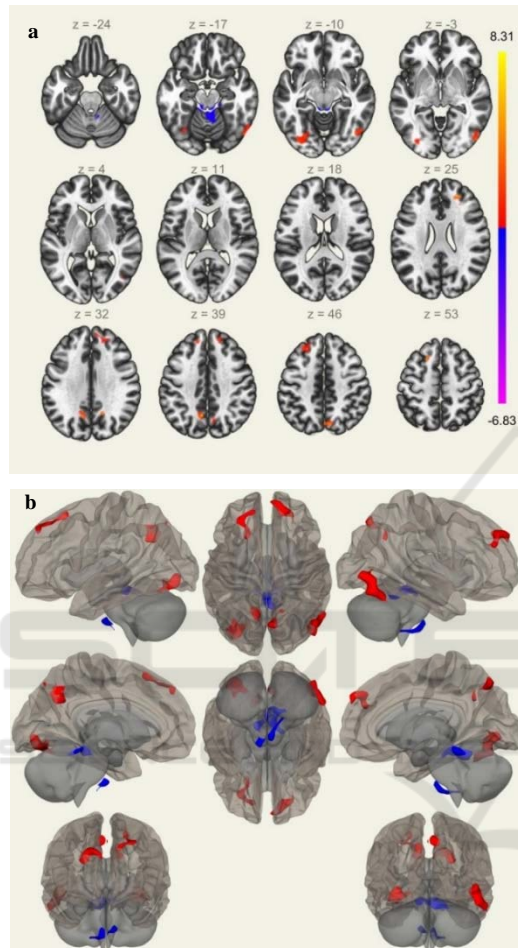 a
z = -24 z = -17 z = -10 z = -3
8.31
z = 4 z = 11 z = 18 z = 25
z = 32 z = 39 z = 46 z = 53
-6.83
b